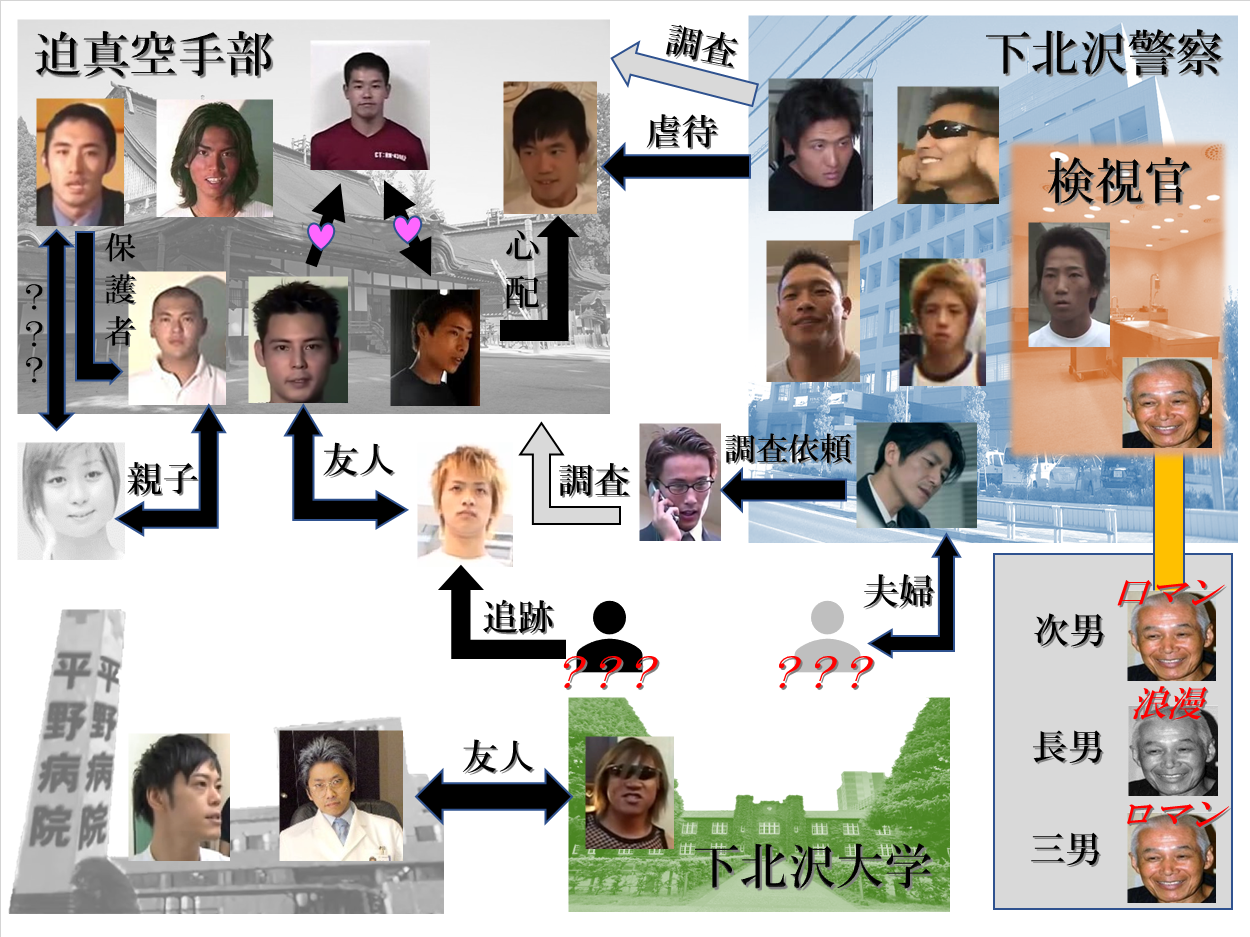 迫真空手部
下北沢警察
調査
虐待
検視官
保護者
心配
???
親子
友人
調査
調査依頼
追跡
夫婦
???
???
ロマン
次男
浪漫
長男
ロマン
三男
平野病院
平野病院
友人
下北沢大学